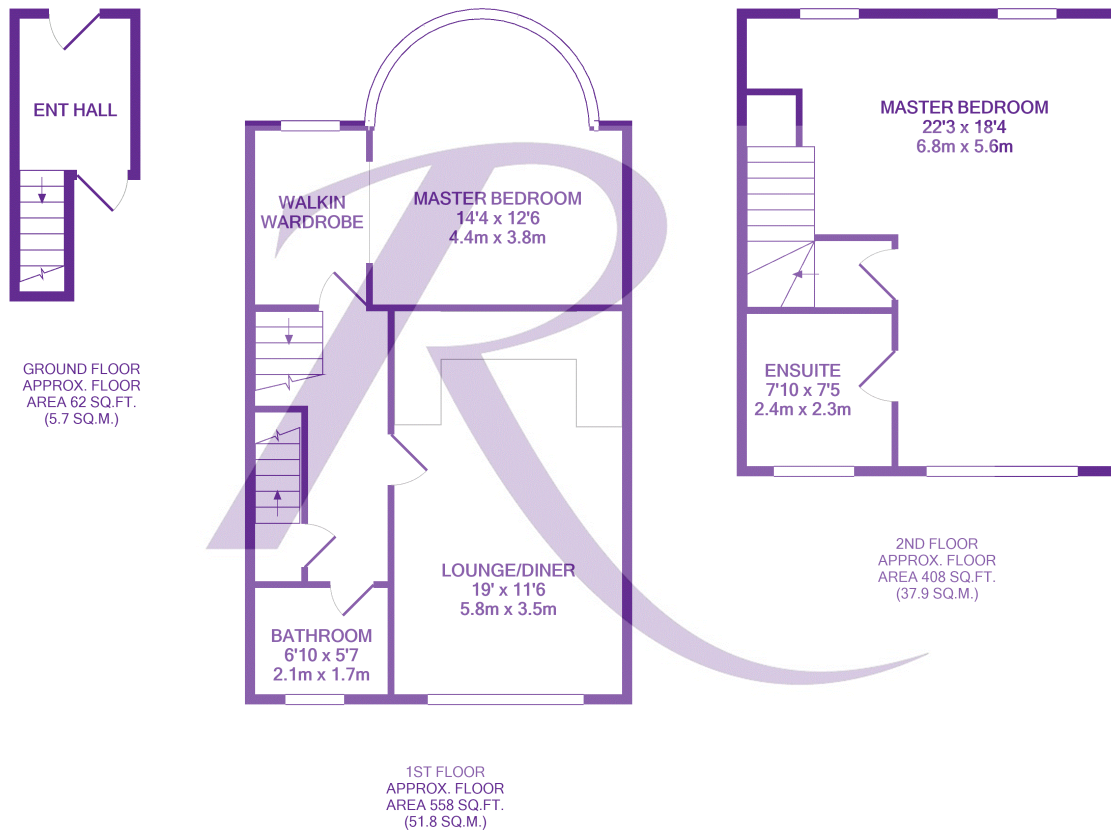 ENT HALL
GROUND FLOOR
APPROX. FLOOR
AREA 62 SQ.FT.
(5.7 SQ.M.)
WALKIN
WARDROBE
MASTER BEDROOM
14'4 x 12'6
4.4m x 3.8m
LOUNGE/DINER
19' x 11'6
5.8m x 3.5m
BATHROOM
6'10 x 5'7
2.1m x 1.7m
1ST FLOOR
APPROX. FLOOR
AREA 558 SQ.FT.
(51.8 SQ.M.)
MASTER BEDROOM
22'3 x 18'4
6.8m x 5.6m
ENSUITE
7'10 x 7'5
2.4m x 2.3m
2ND FLOOR
APPROX. FLOOR
AREA 408 SQ.FT.
(37.9 SQ.M.)
R